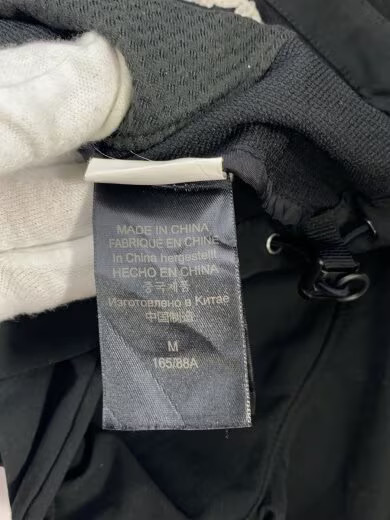 MADE IN CHINA
FABRIQUE EN CHINE
In China hergestellt
HECHO EN CHINA
중국제품
Изготовлено в Китае
中国制造
M
165/88A